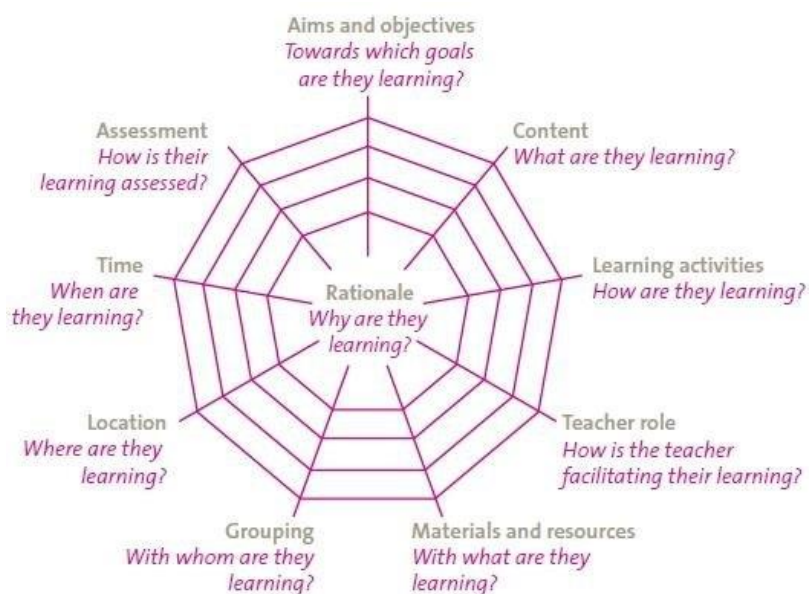 Aims and objectives
Towards which goals
are they learning?
Assessment
How is their
learning assessed?
Content
What are they learning?
Time
When are
they learning?
Rationale
Why are they
learning?
Learning activities
How are they learning?
Location
Where are they
learning?
Teacher role
How is the teacher
facilitating their learning?
Grouping
With whom are they
learning?
Materials and resources
With what are they
learning?